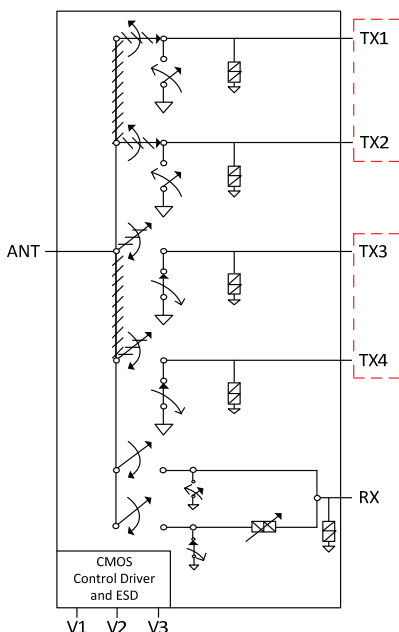 TX1
TX2
ANT
TX3
TX4
RX
CMOS
Control Driver
and ESD
V1 V2 V3